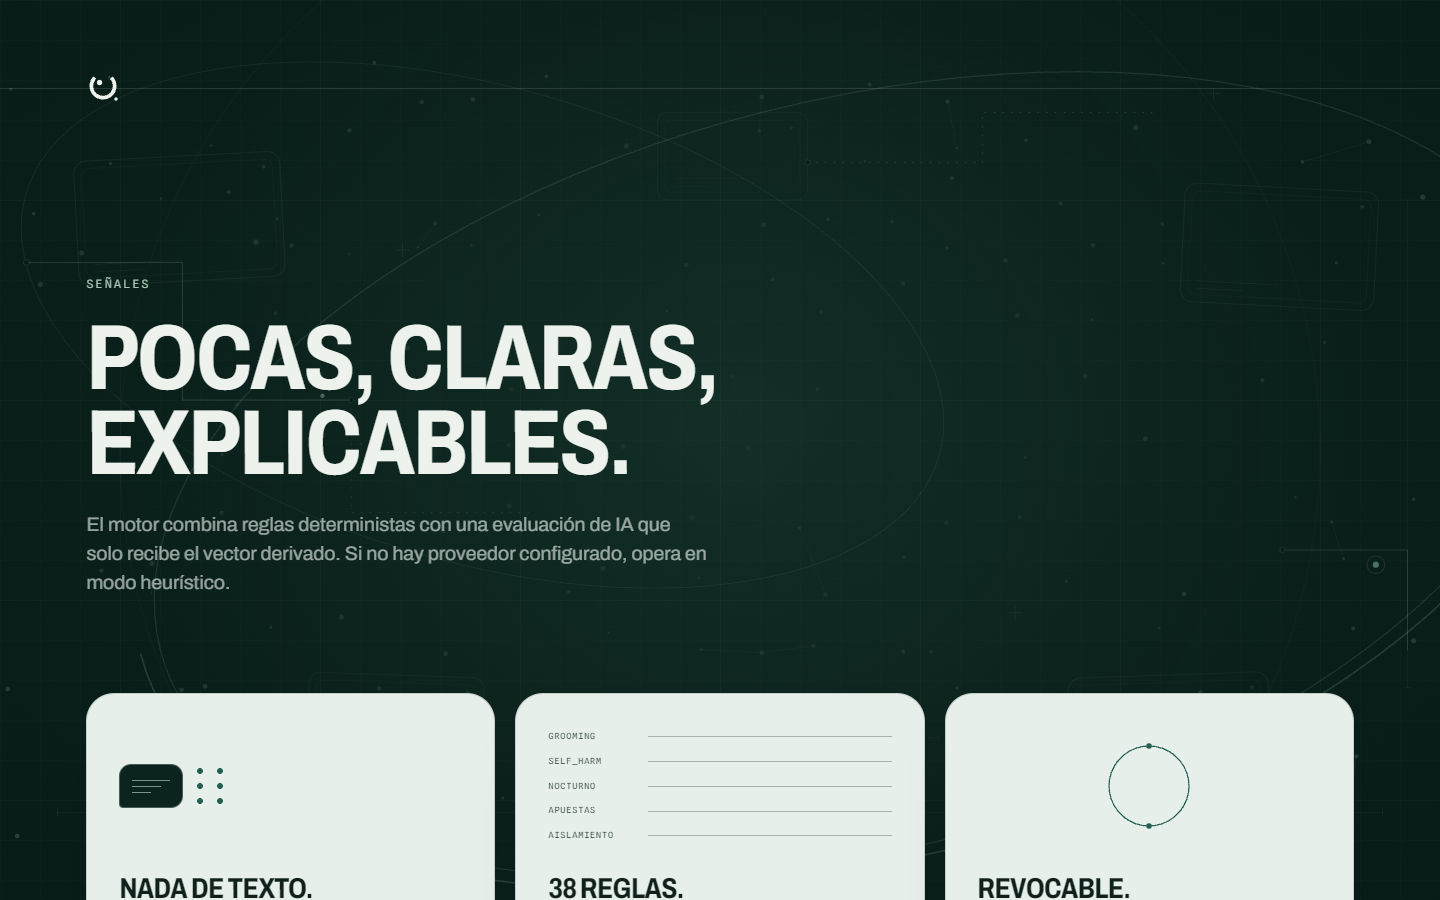 SEÑALES
POCAS, CLARAS,
EXPLICABLES.
El motor combina reglas deterministas con una evaluación de IA que
solo recibe el vector derivado. Si no hay proveedor configurado, opera en
modo heurístico.
GROOMING
SELF_HARM
NOCTURNO
APUESTAS
AISLAMIENTO
NADA DE TEXTO.
38 REGLAS.
REVOCABLE.